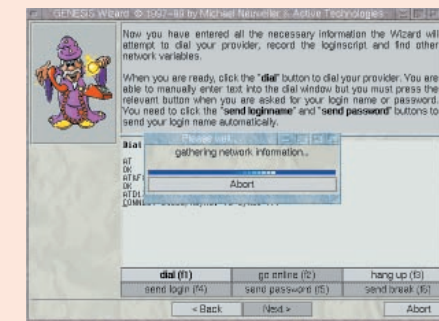 GENESIS Wizard © 1997-98 by Michael Neuweiler & Active Technologies
Now you have entered all the necessary information the Wizard will
attempt to dial your provider, record the loginscript and find other
network variables.
When you are ready, click the "dial" button to dial your provider. You are
able to manually enter text into the dial window but you must press the
relevant button when you are asked for your login name or password.
You need to click the "send loginname" and "send password" buttons to
send your login name automatically.
Dial
Please wait...
gathering network information...
AT
OK
Abort
OK
dial (f1)
go online (f2)
hang up (f3)
send login (f4)
send password (f5)
send break (f6)
< Back
Next >
Abort